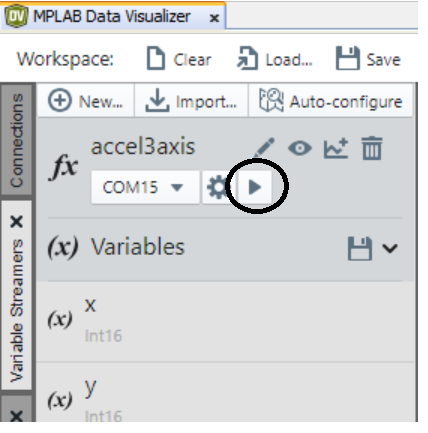 DV MPLAB Data Visualizer x
Workspace: Clear Load... Save
Connections
Variable Streamers
New... Import... Auto-configure
fx accel3axis
COM15
(x) Variables
(x) x
Int16
(x) y
Int16